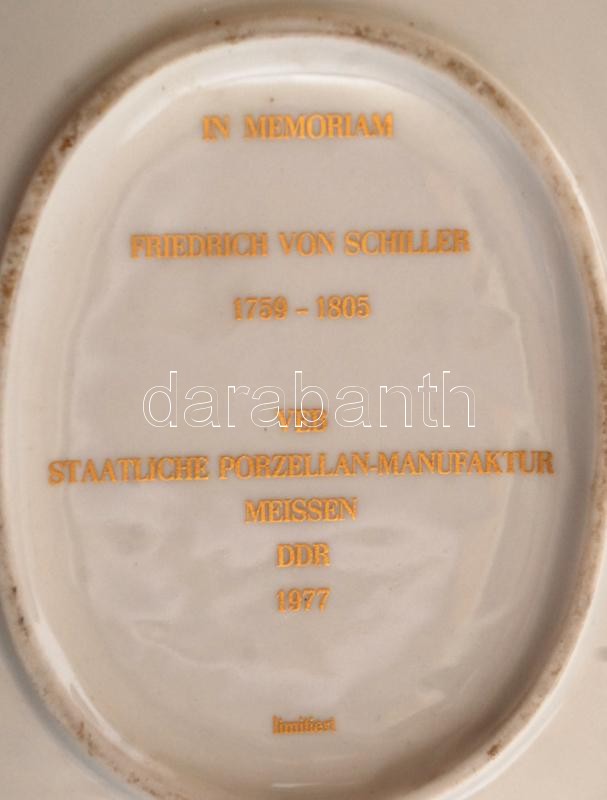 IN MEMORIAM
FRIEDRICH VON SCHILLER
1759 - 1805
darabanth
VEB
STAATLICHE PORZELLAN-MANUFAKTUR
MEISSEN
DDR
1977
limitiert